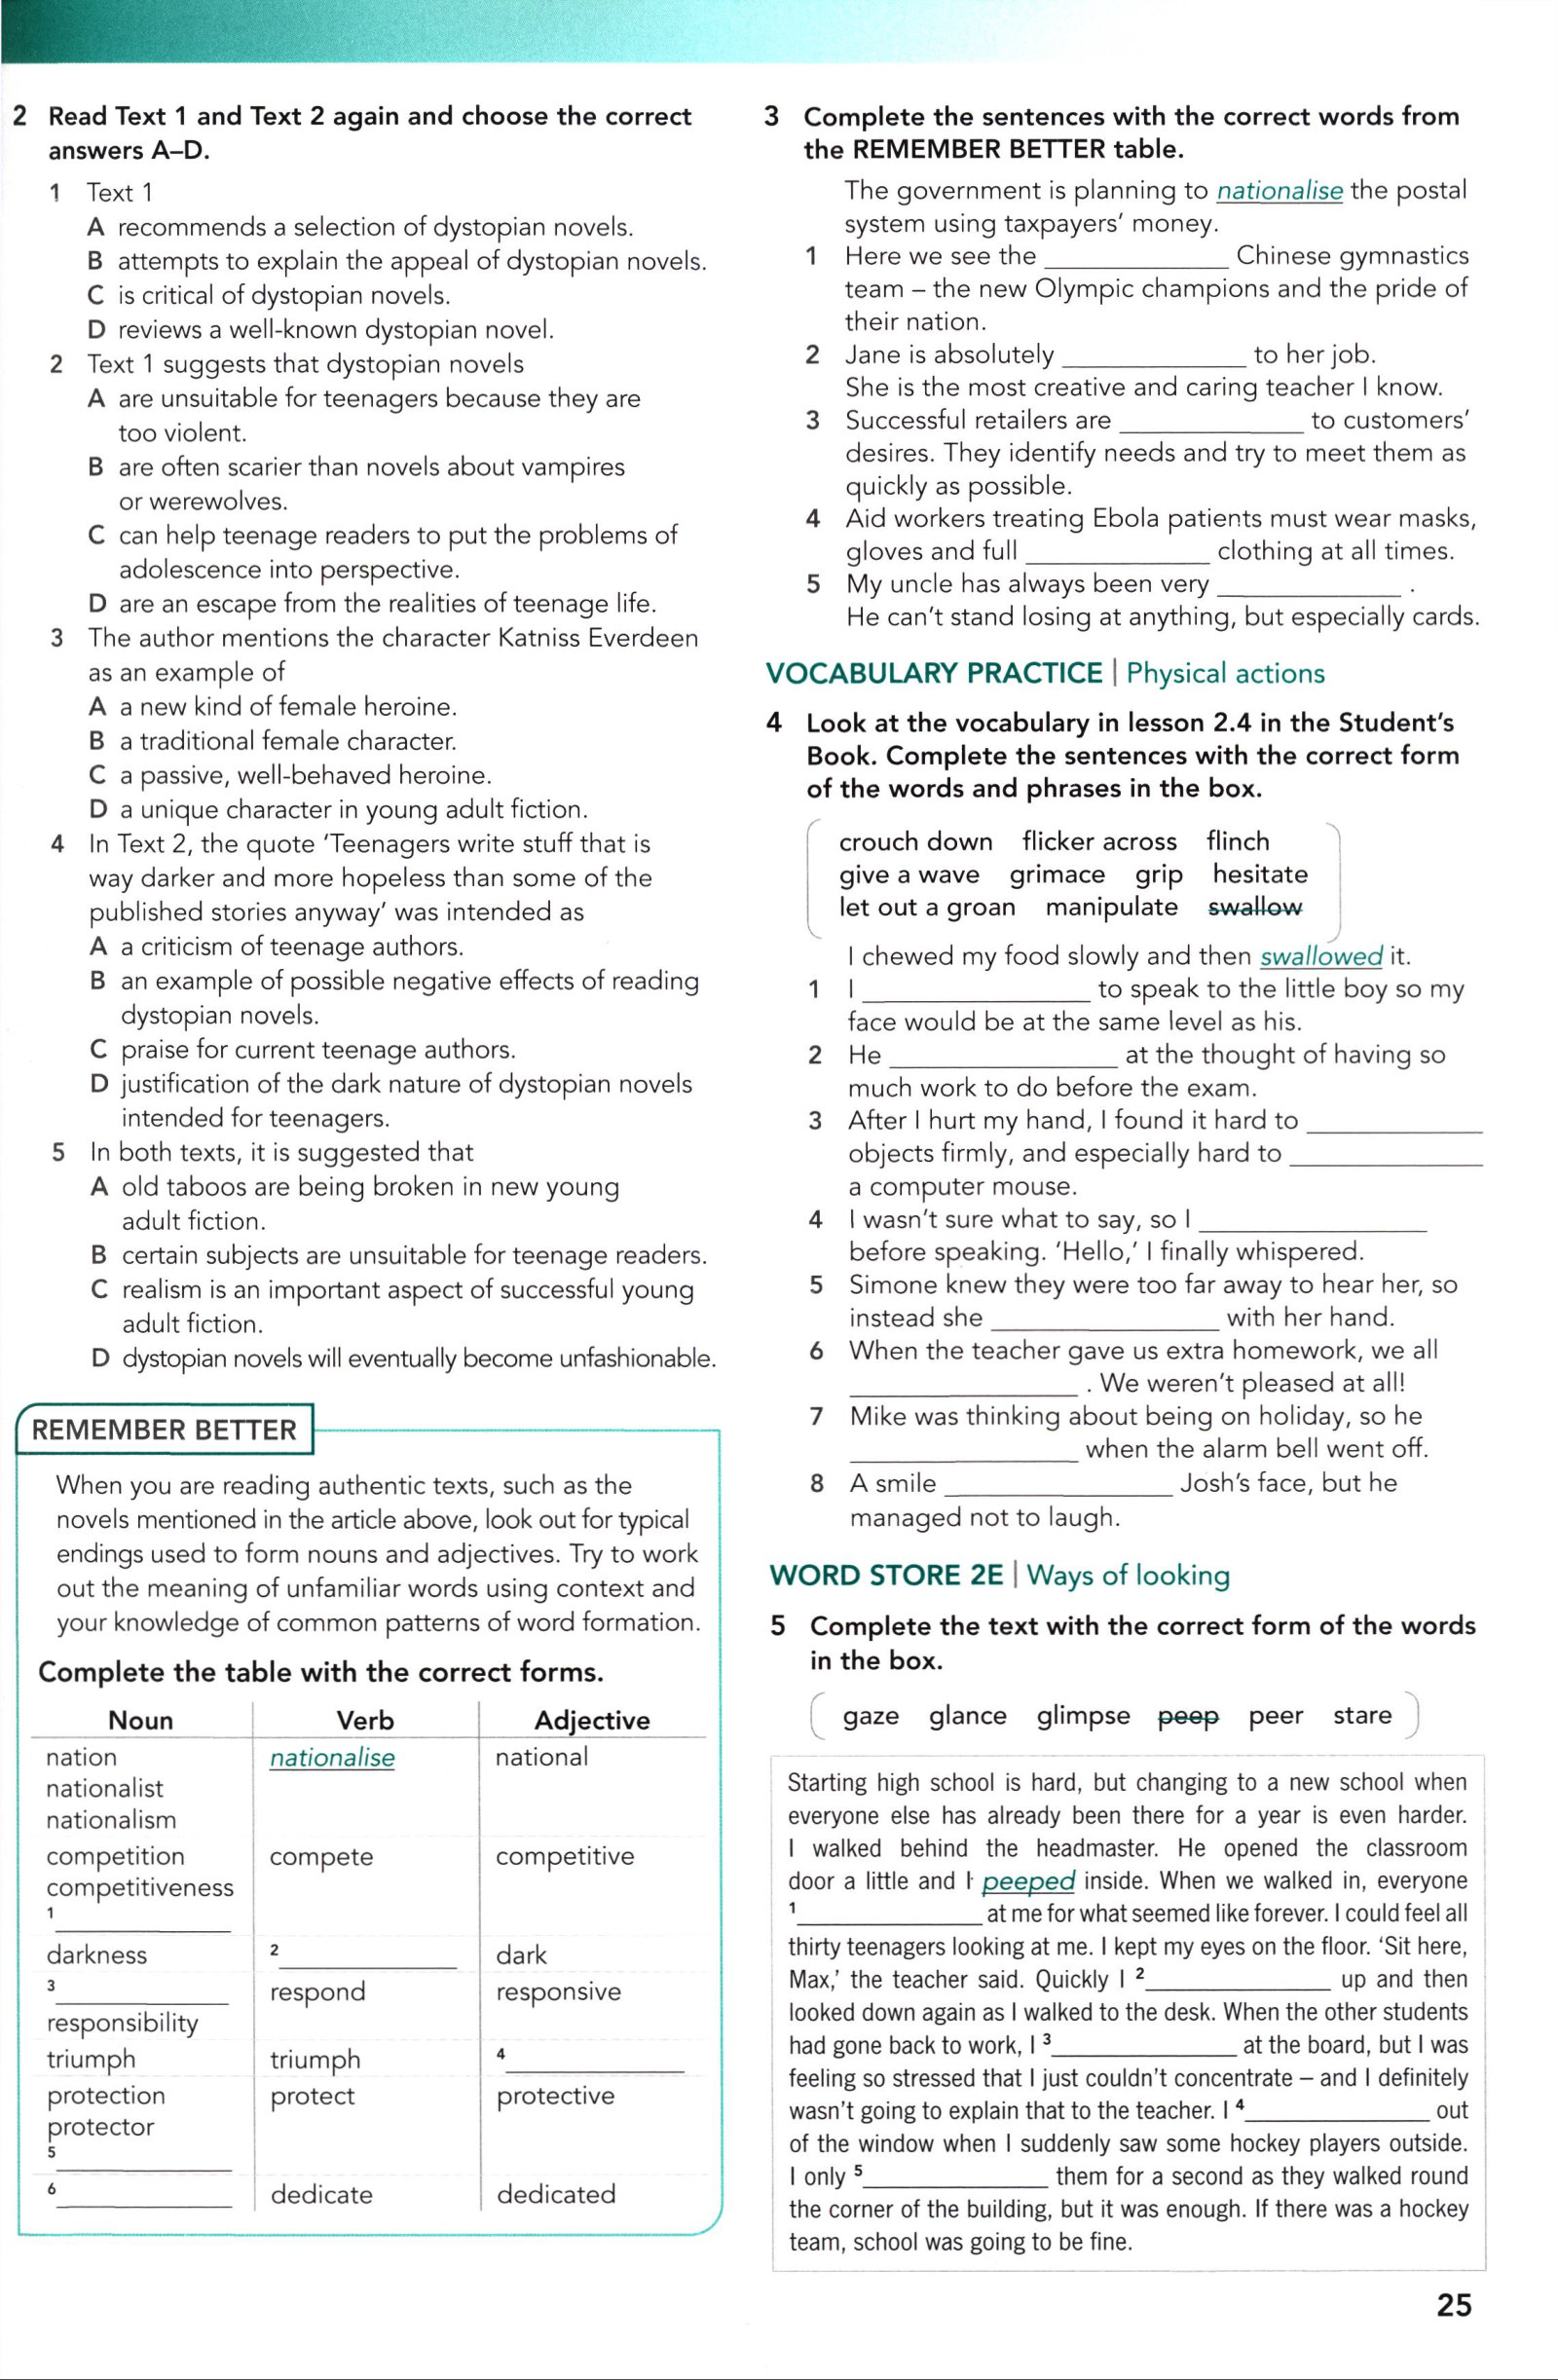 2 Read Text 1 and Text 2 again and choose the correct
answers A–D.
1 Text 1
A recommends a selection of dystopian novels.
B attempts to explain the appeal of dystopian novels.
C is critical of dystopian novels.
D reviews a well-known dystopian novel.
2 Text 1 suggests that dystopian novels
A are unsuitable for teenagers because they are
too violent.
B are often scarier than novels about vampires
or werewolves.
C can help teenage readers to put the problems of
adolescence into perspective.
D are an escape from the realities of teenage life.
3 The author mentions the character Katniss Everdeen
as an example of
A a new kind of female heroine.
B a traditional female character.
C a passive, well-behaved heroine.
D a unique character in young adult fiction.
4 In Text 2, the quote ‘Teenagers write stuff that is
way darker and more hopeless than some of the
published stories anyway’ was intended as
A a criticism of teenage authors.
B an example of possible negative effects of reading
dystopian novels.
C praise for current teenage authors.
D justification of the dark nature of dystopian novels
intended for teenagers.
5 In both texts, it is suggested that
A old taboos are being broken in new young
adult fiction.
B certain subjects are unsuitable for teenage readers.
C realism is an important aspect of successful young
adult fiction.
D dystopian novels will eventually become unfashionable.
REMEMBER BETTER
When you are reading authentic texts, such as the
novels mentioned in the article above, look out for typical
endings used to form nouns and adjectives. Try to work
out the meaning of unfamiliar words using context and
your knowledge of common patterns of word formation.
Complete the table with the correct forms.
Noun Verb Adjective
nation nationalise national
nationalist
nationalism
competition compete competitive
competitiveness
1 ____________
darkness 2 ____________ dark
3 ____________ respond responsive
responsibility
triumph triumph 4 ____________
protection protect protective
protector
5 ____________
6 ____________ dedicate dedicated
3 Complete the sentences with the correct words from
the REMEMBER BETTER table.
The government is planning to nationalise the postal
system using taxpayers’ money.
1 Here we see the ____________ Chinese gymnastics
team – the new Olympic champions and the pride of
their nation.
2 Jane is absolutely ____________ to her job.
She is the most creative and caring teacher I know.
3 Successful retailers are ____________ to customers’
desires. They identify needs and try to meet them as
quickly as possible.
4 Aid workers treating Ebola patients must wear masks,
gloves and full ____________ clothing at all times.
5 My uncle has always been very ____________ .
He can’t stand losing at anything, but especially cards.
VOCABULARY PRACTICE | Physical actions
4 Look at the vocabulary in lesson 2.4 in the Student’s
Book. Complete the sentences with the correct form
of the words and phrases in the box.
crouch down flicker across flinch
give a wave grimace grip hesitate
let out a groan manipulate swallow
I chewed my food slowly and then swallowed it.
1 I ____________ to speak to the little boy so my
face would be at the same level as his.
2 He ____________ at the thought of having so
much work to do before the exam.
3 After I hurt my hand, I found it hard to ____________
objects firmly, and especially hard to ____________
a computer mouse.
4 I wasn’t sure what to say, so I ____________
before speaking. ‘Hello,’ I finally whispered.
5 Simone knew they were too far away to hear her, so
instead she ____________ with her hand.
6 When the teacher gave us extra homework, we all
____________ . We weren’t pleased at all!
7 Mike was thinking about being on holiday, so he
____________ when the alarm bell went off.
8 A smile ____________ Josh’s face, but he
managed not to laugh.
WORD STORE 2E | Ways of looking
5 Complete the text with the correct form of the words
in the box.
gaze glance glimpse peep peer stare
Starting high school is hard, but changing to a new school when
everyone else has already been there for a year is even harder.
I walked behind the headmaster. He opened the classroom
door a little and I peeped inside. When we walked in, everyone
1____________ at me for what seemed like forever. I could feel all
thirty teenagers looking at me. I kept my eyes on the floor. ‘Sit here,
Max,’ the teacher said. Quickly I 2____________ up and then
looked down again as I walked to the desk. When the other students
had gone back to work, I 3____________ at the board, but I was
feeling so stressed that I just couldn’t concentrate – and I definitely
wasn’t going to explain that to the teacher. I 4____________ out
of the window when I suddenly saw some hockey players outside.
I only 5____________ them for a second as they walked round
the corner of the building, but it was enough. If there was a hockey
team, school was going to be fine.
25